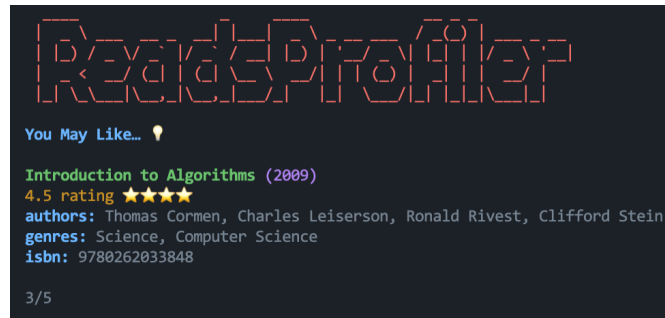 ReadsProfiler
You May Like… 💡
Introduction to Algorithms (2009)
4.5 rating ⭐⭐⭐⭐
authors: Thomas Cormen, Charles Leiserson, Ronald Rivest, Clifford Stein
genres: Science, Computer Science
isbn: 9780262033848
3/5